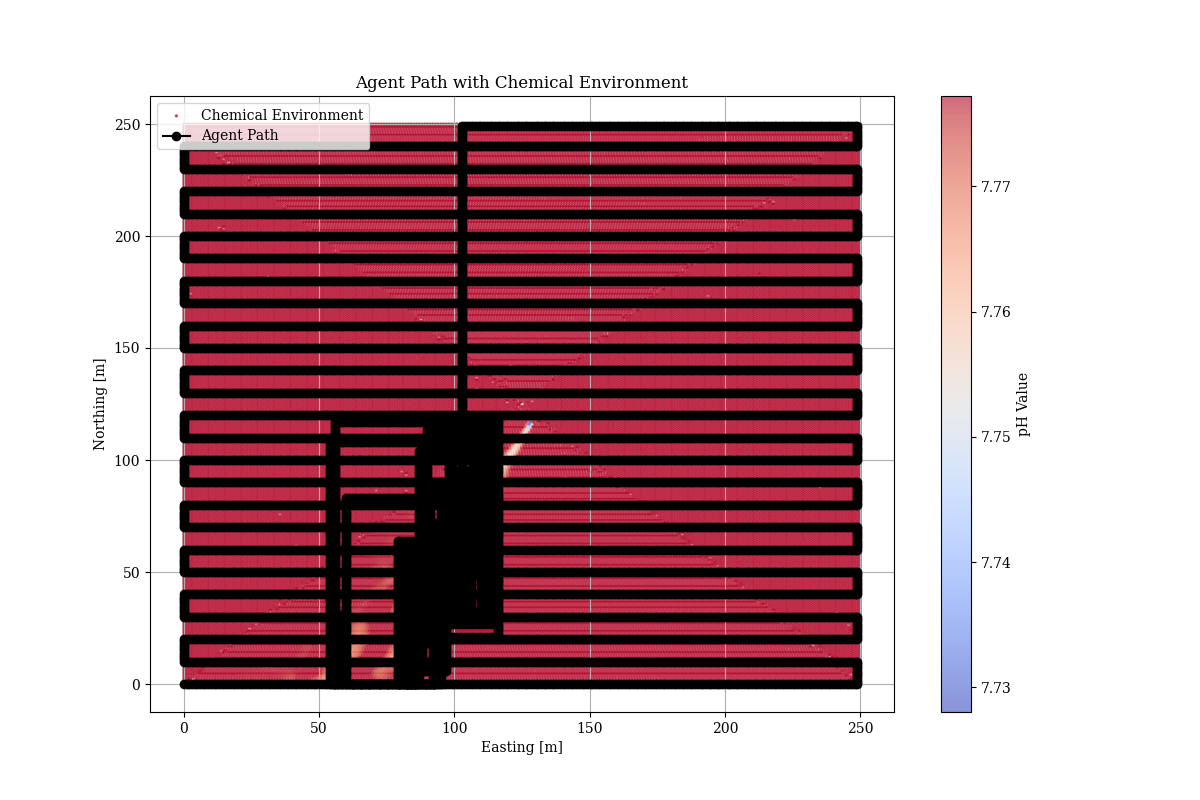 Agent Path with Chemical Environment
Chemical Environment
Agent Path
250
200
150
100
50
0
Northing [m]
0
50
100
150
200
250
Easting [m]
7.77
7.76
7.75
7.74
7.73
pH Value